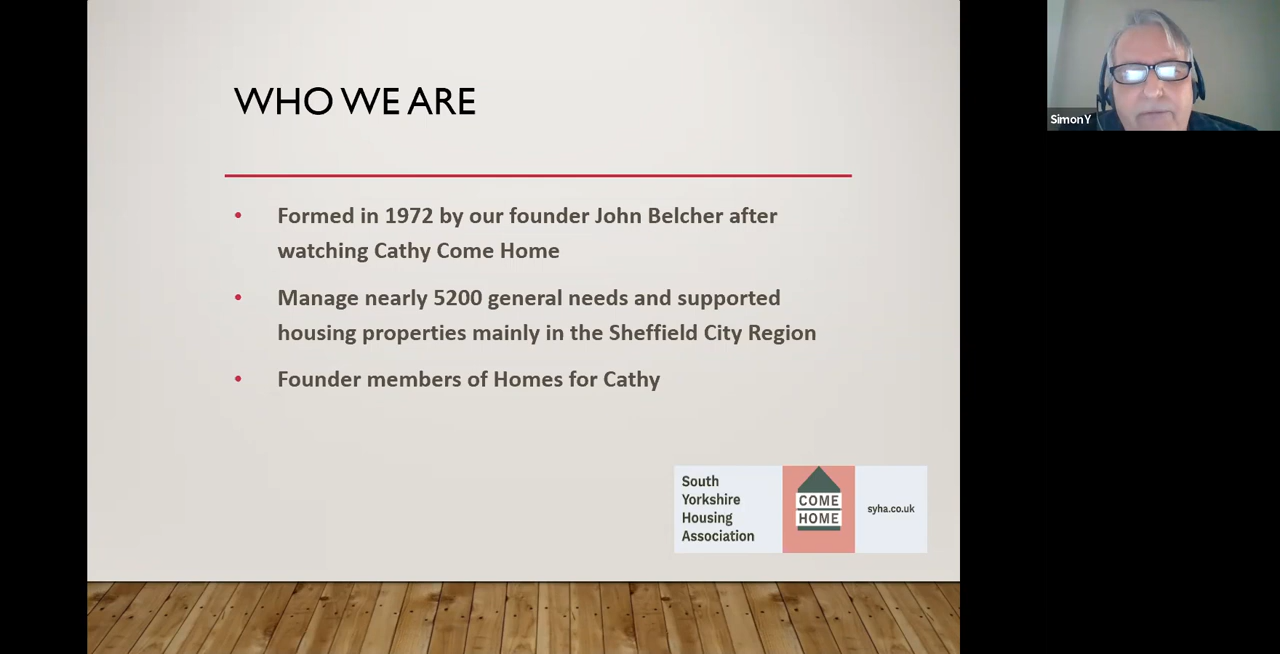 WHO WE ARE
• Formed in 1972 by our founder John Belcher after
watching Cathy Come Home
• Manage nearly 5200 general needs and supported
housing properties mainly in the Sheffield City Region
• Founder members of Homes for Cathy
South
Yorkshire
Housing
Association
COME
HOME
syha.co.uk
Simon Y